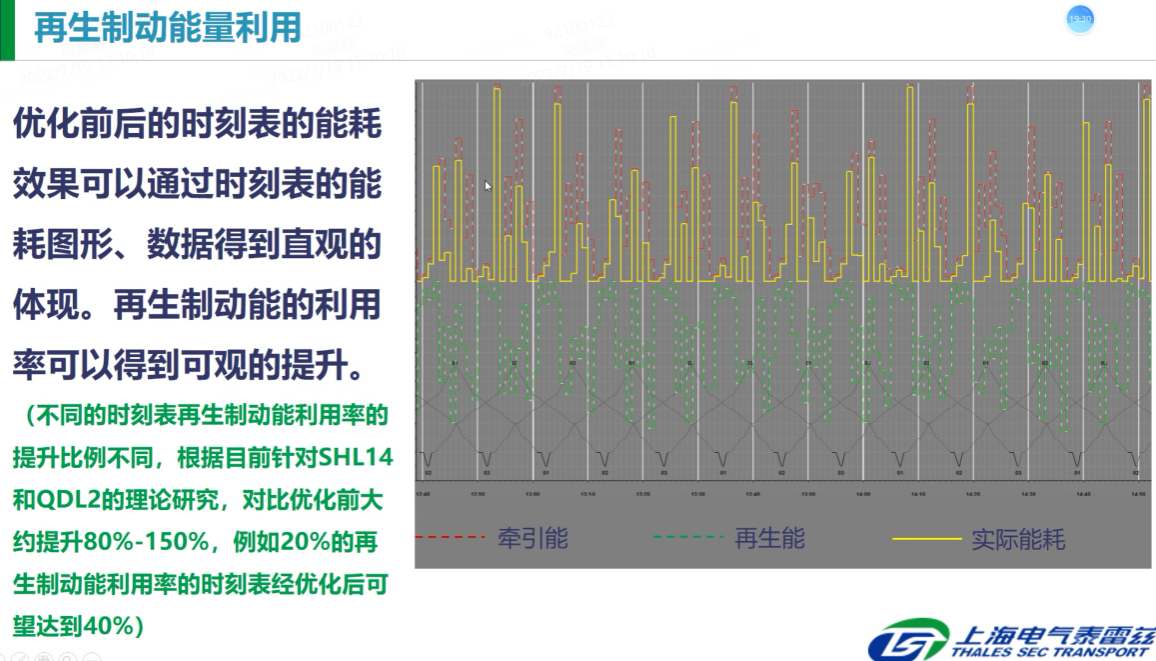 再生制动能量利用
19:30
92100123
2022/7/19 17:10:18
优化前后的时刻表的能耗
效果可以通过时刻表的能
耗图形、数据得到直观的
体现。再生制动能的利用
率可以得到可观的提升。
（不同的时刻表再生制动能利用率的
提升比例不同，根据目前针对SHL14
和QDL2的理论研究，对比优化前大
约提升80%-150%，例如20%的再
生制动能利用率的时刻表经优化后可
望达到40%）
12:50 13:00 13:10 13:20 13:30 13:40 13:50 14:00 14:10 14:20 14:30 14:40 14:50
牵引能 再生能 实际能耗
上海电气泰雷兹
THALES SEC TRANSPORT